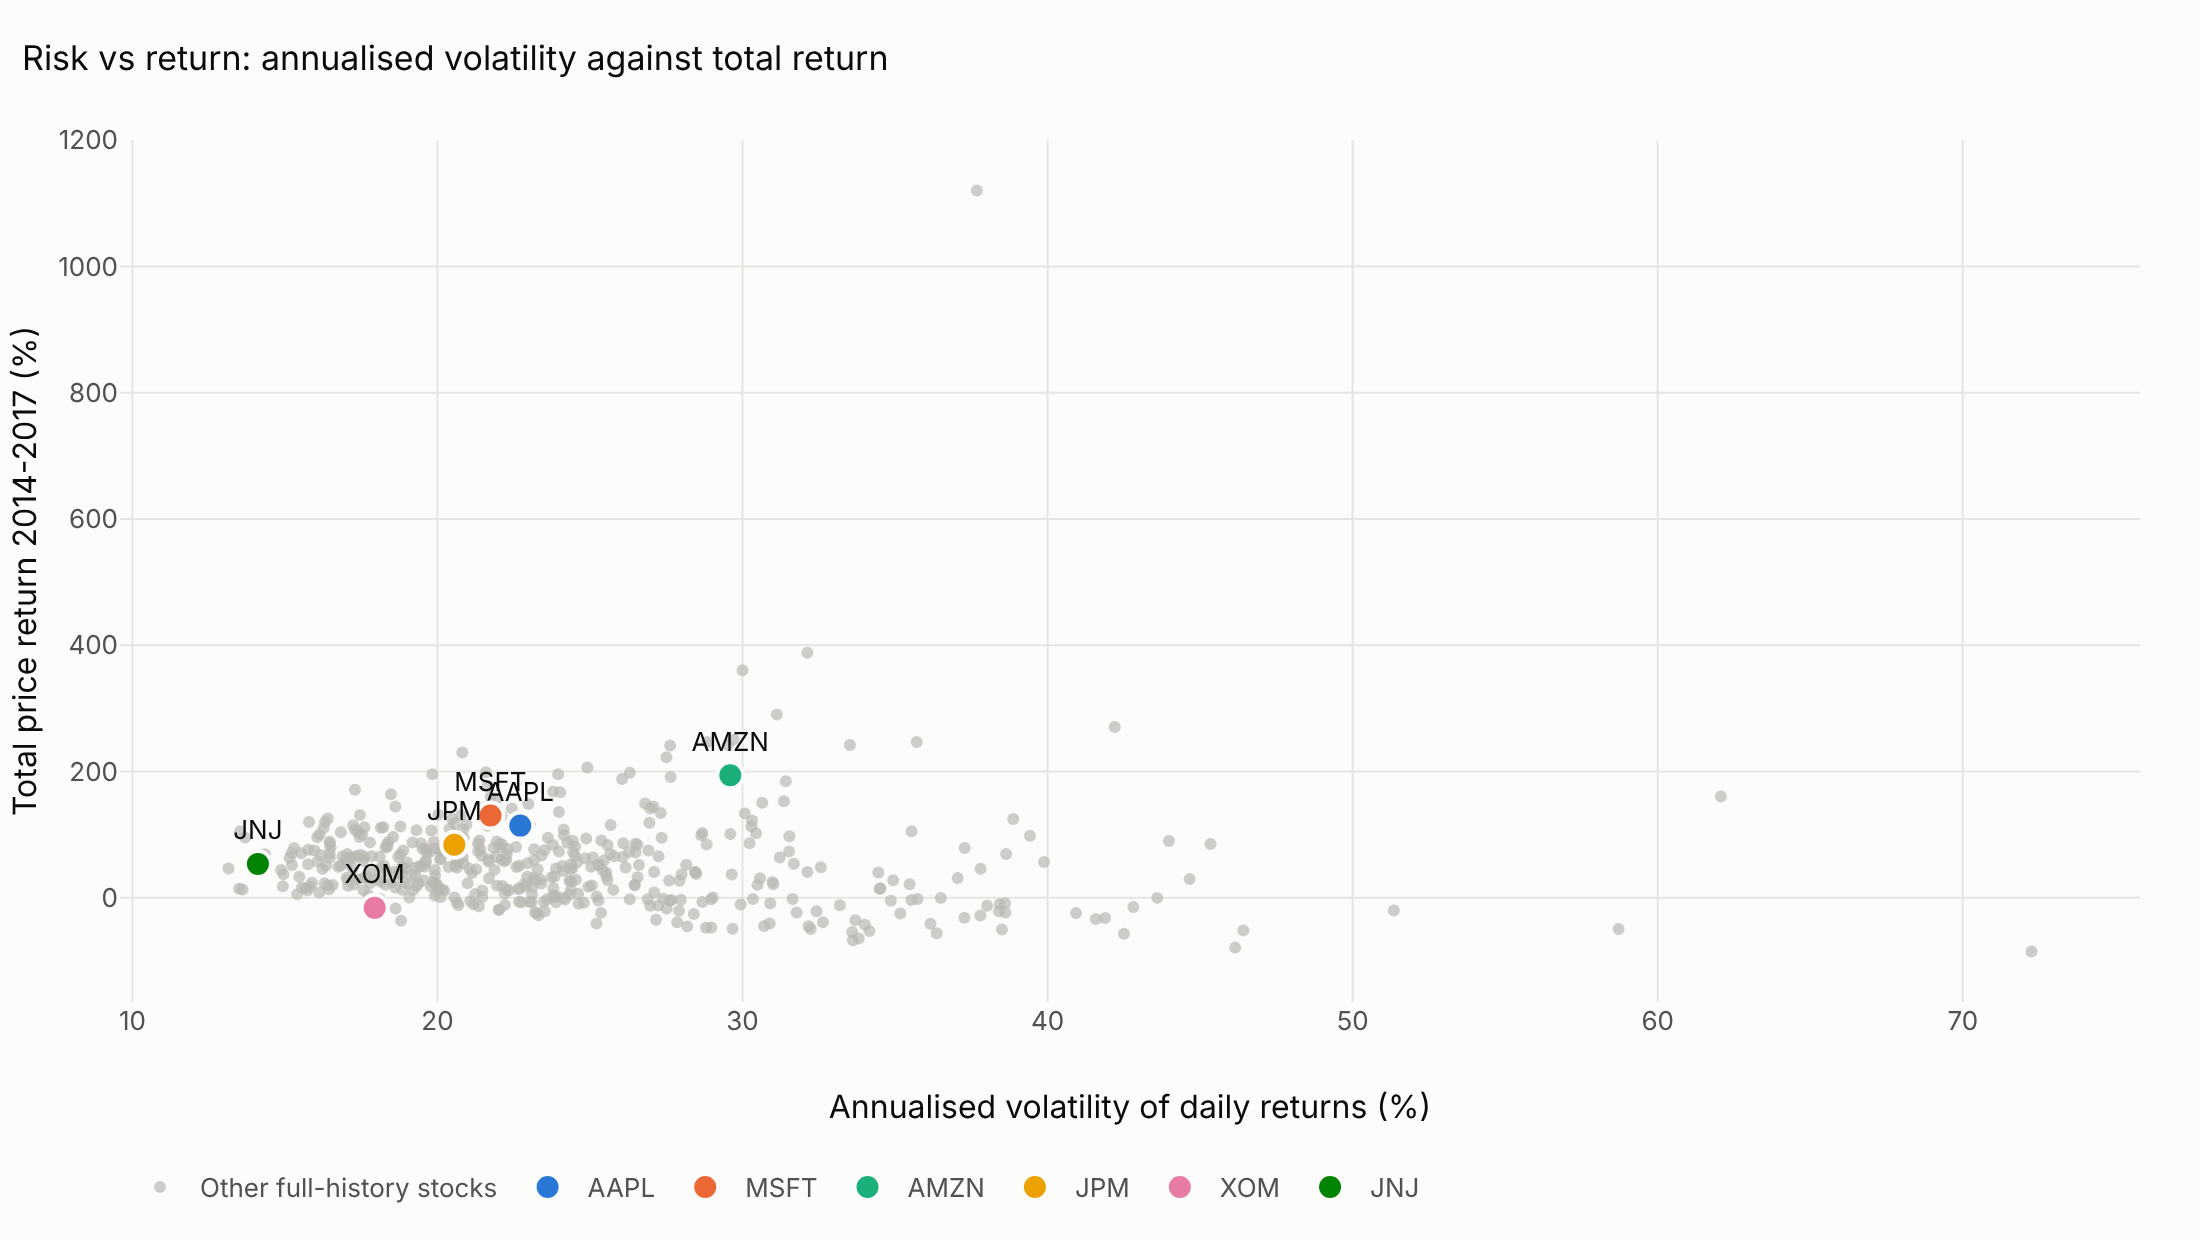 Risk vs return: annualised volatility against total return
Total price return 2014-2017 (%)
1200
1000
800
600
400
200
0
AMZN
MSFT
AAPL
JPM
JNJ
XOM
10 20 30 40 50 60 70
Annualised volatility of daily returns (%)
Other full-history stocks AAPL MSFT AMZN JPM XOM JNJ